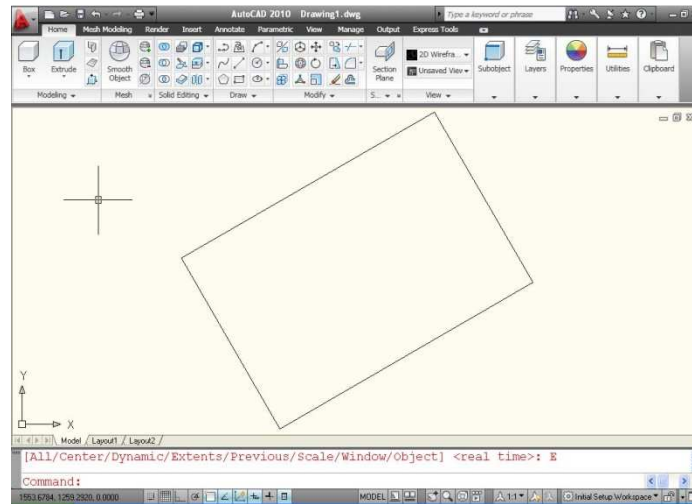 AutoCAD 2010 Drawing1.dwg Type a keyword or phrase
Home Mesh Modeling Render Insert Annotate Parametric View Manage Output Express Tools
Box Extrude Smooth Object Section Plane 2D Wirefra... Unsaved View Subobject Layers Properties Utilities Clipboard
Modeling Mesh Solid Editing Draw Modify S... View
Y
X
Model Layout1 Layout2
[All/Center/Dynamic/Extents/Previous/Scale/Window/Object] <real time>: E
Command:
1553.6784, 1259.2920, 0.0000 MODEL 1:1 Initial Setup Workspace